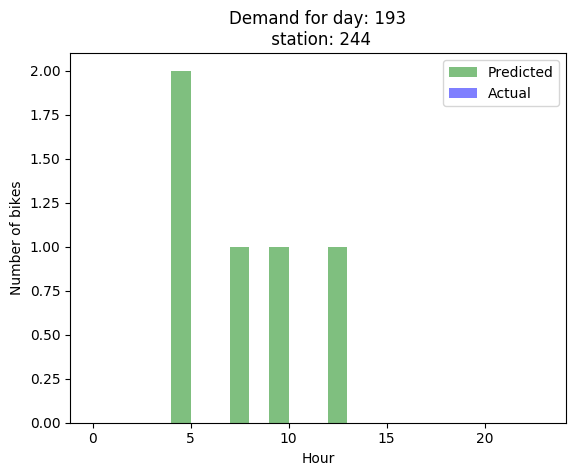 Demand for day: 193
station: 244
Predicted
Actual
Number of bikes
2.00
1.75
1.50
1.25
1.00
0.75
0.50
0.25
0.00
0 5 10 15 20
Hour